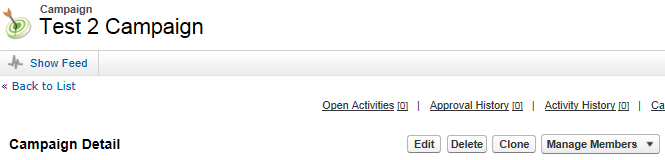 Campaign
Test 2 Campaign
Show Feed
« Back to List
Open Activities [0] | Approval History [0] | Activity History [0] | Ca
Campaign Detail Edit Delete Clone Manage Members